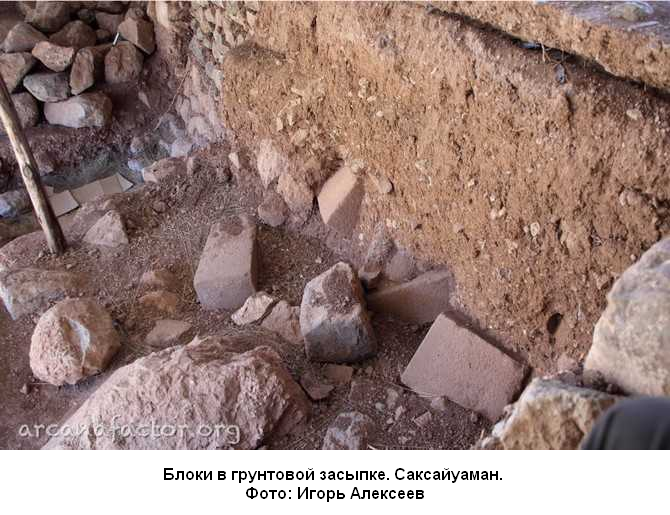 arcanafactor.org
Блоки в грунтовой засыпке. Саксайуаман.
Фото: Игорь Алексеев